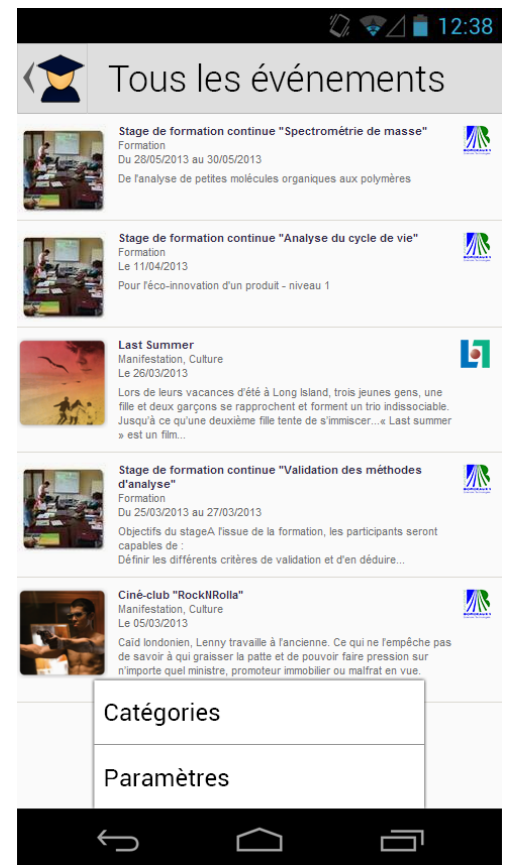 12:38
Tous les événements
Stage de formation continue "Spectrométrie de masse"
Formation
Du 28/05/2013 au 30/05/2013
De l'analyse de petites molécules organiques aux polymères
Stage de formation continue "Analyse du cycle de vie"
Formation
Le 11/04/2013
Pour l'éco-innovation d'un produit - niveau 1
Last Summer
Manifestation, Culture
Le 26/03/2013
Lors de leurs vacances d'été à Long Island, trois jeunes gens, une
fille et deux garçons se rapprochent et forment un trio indissociable.
Jusqu'à ce qu'une deuxième fille tente de s'immiscer...« Last summer
» est un film...
Stage de formation continue "Validation des méthodes
d'analyse"
Formation
Du 25/03/2013 au 27/03/2013
Objectifs du stageA l'issue de la formation, les participants seront
capables de :
Définir les différents critères de validation et d'en déduire...
Ciné-club "RockNRolla"
Manifestation, Culture
Le 05/03/2013
Caïd londonien, Lenny travaille à l'ancienne. Ce qui ne l'empêche pas
de savoir à qui graisser la patte et de pouvoir faire pression sur
n'importe quel ministre, promoteur immobilier ou malfrat en vue.
Catégories
Paramètres